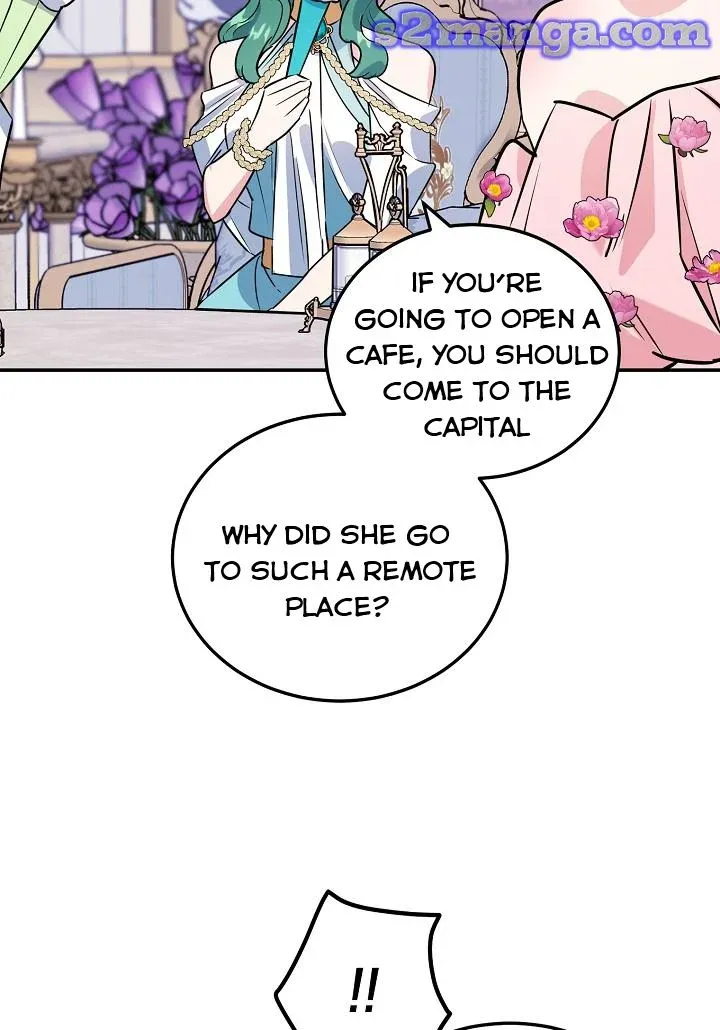 s2manga.com
IF YOU'RE
GOING TO OPEN A
CAFE, YOU SHOULD
COME TO THE
CAPITAL
WHY DID SHE GO
TO SUCH A REMOTE
PLACE?
!!